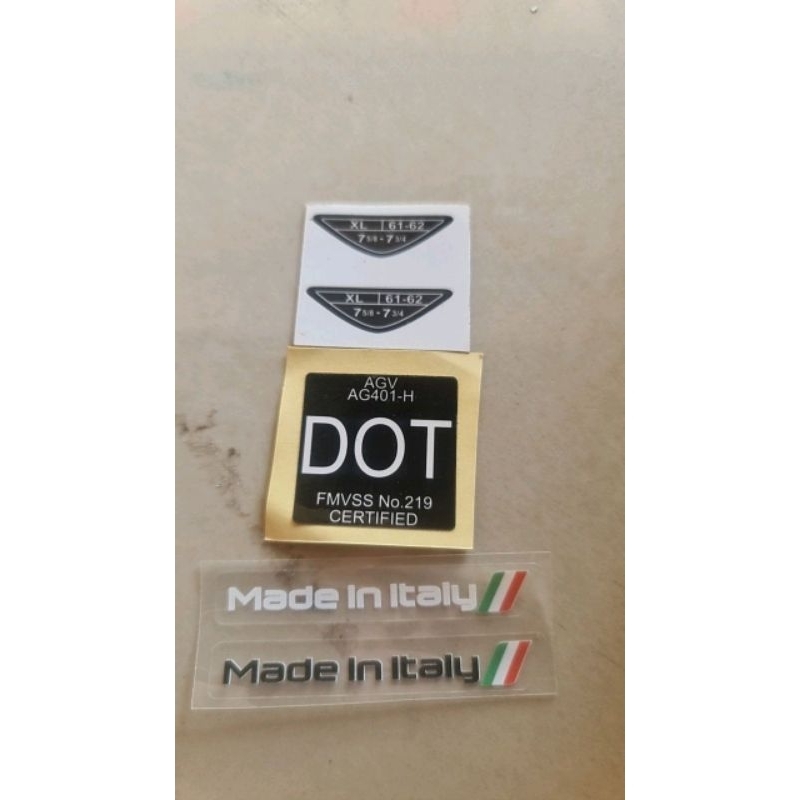 XL 61-62
7 5/8 - 7 3/4
XL 61-62
7 5/8 - 7 3/4
AGV
AG401-H
DOT
FMVSS No.219
CERTIFIED
Made In Italy
Made In Italy